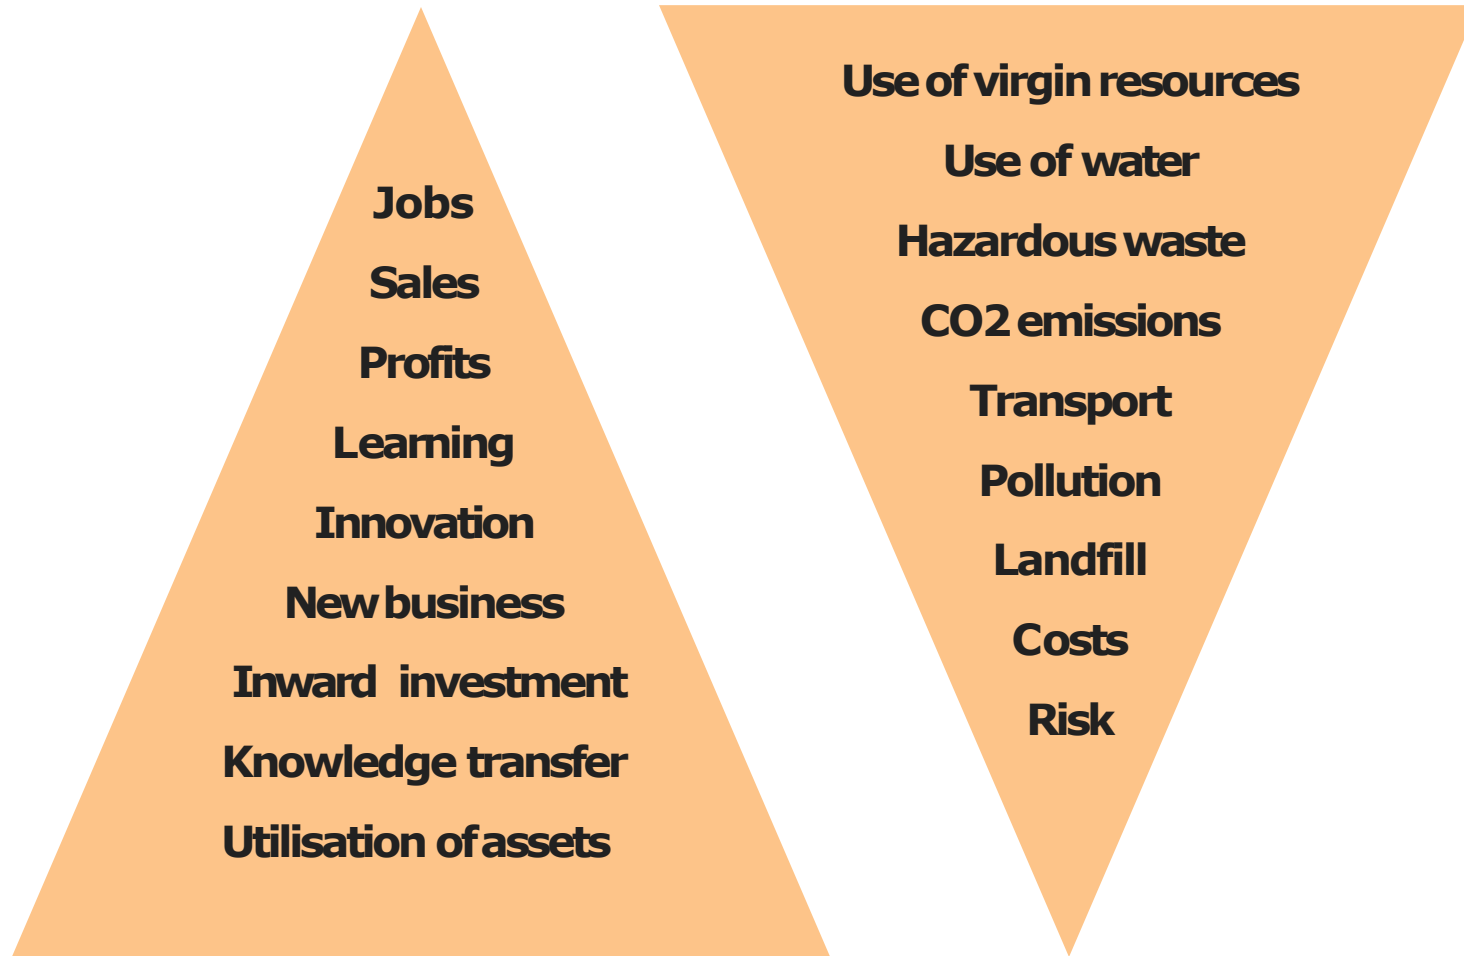 Jobs
Sales
Profits
Learning
Innovation
New business
Inward investment
Knowledge transfer
Utilisation of assets
Use of virgin resources
Use of water
Hazardous waste
CO2 emissions
Transport
Pollution
Landfill
Costs
Risk